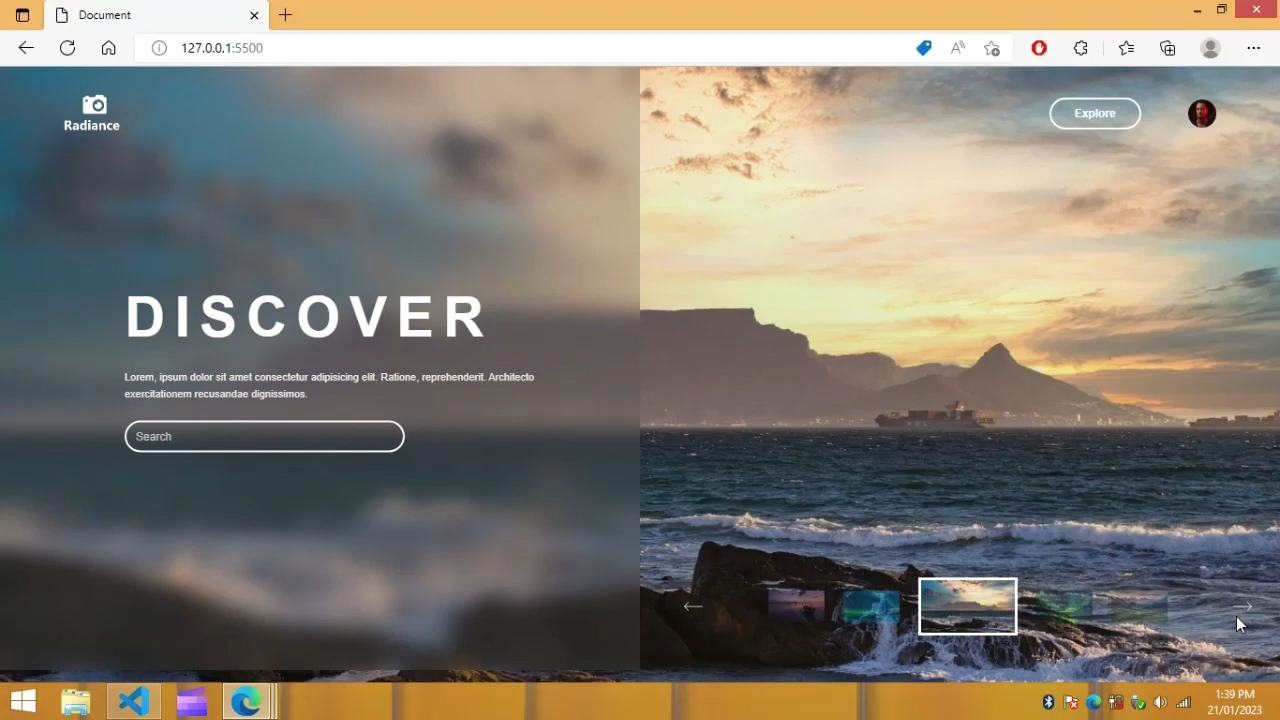 Document
127.0.0.1:5500
Radiance
Explore
DISCOVER
Lorem, ipsum dolor sit amet consectetur adipisicing elit. Ratione, reprehenderit. Architecto
exercitationem recusandae dignissimos.
Search
1:39 PM
21/01/2023